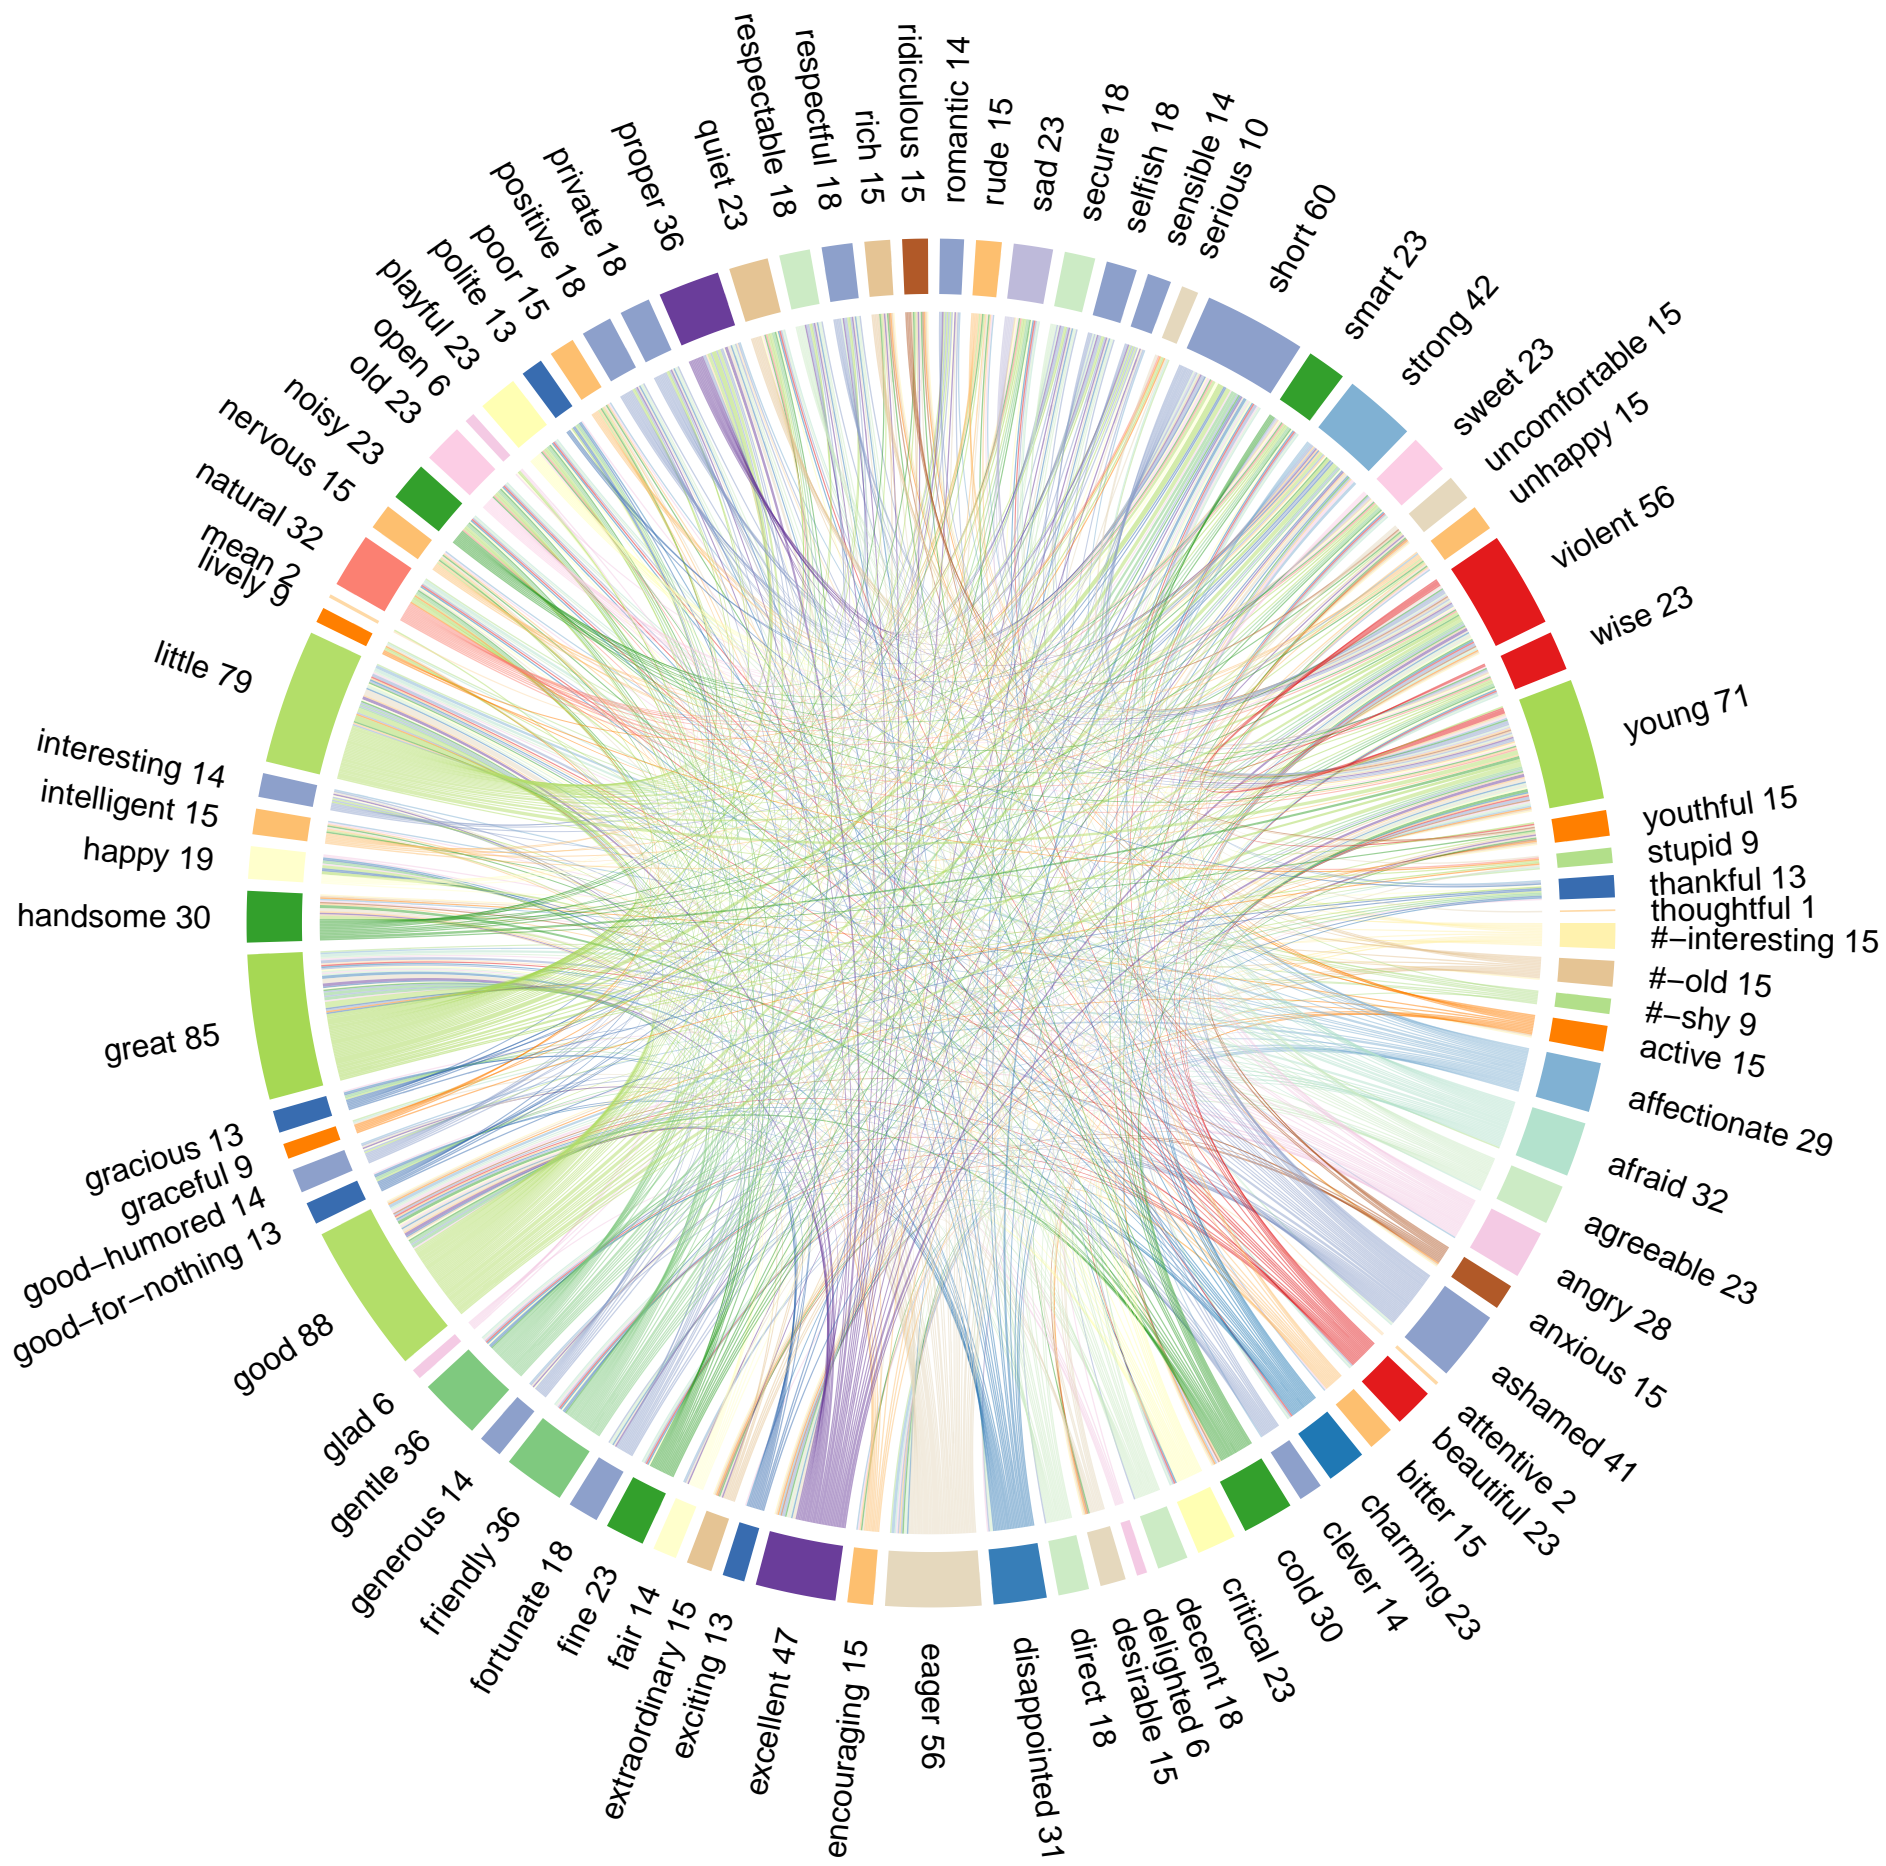 respectable 18
respectful 18
rich 15
ridiculous 15
romantic 14
rude 15
sad 23
secure 18
selfish 18
sensible 14
serious 10
short 60
smart 23
strong 42
sweet 23
uncomfortable 15
unhappy 15
violent 56
wise 23
young 71
youthful 15
stupid 9
thankful 13
thoughtful 1
#−interesting 15
#−old 15
#−shy 9
active 15
affectionate 29
afraid 32
agreeable 23
angry 28
anxious 15
ashamed 41
attentive 2
beautiful 23
bitter 15
charming 23
clever 14
cold 30
critical 23
decent 18
delighted 6
desirable 15
direct 18
disappointed 31
eager 56
encouraging 15
excellent 47
exciting 13
extraordinary 15
fair 14
fine 23
fortunate 18
friendly 36
generous 14
gentle 36
glad 6
good 88
good−for−nothing 13
good−humored 14
graceful 9
gracious 13
great 85
handsome 30
happy 19
intelligent 15
interesting 14
little 79
lively 9
mean 2
natural 32
nervous 15
noisy 23
old 23
open 6
playful 23
polite 13
poor 15
positive 18
private 18
proper 36
quiet 23